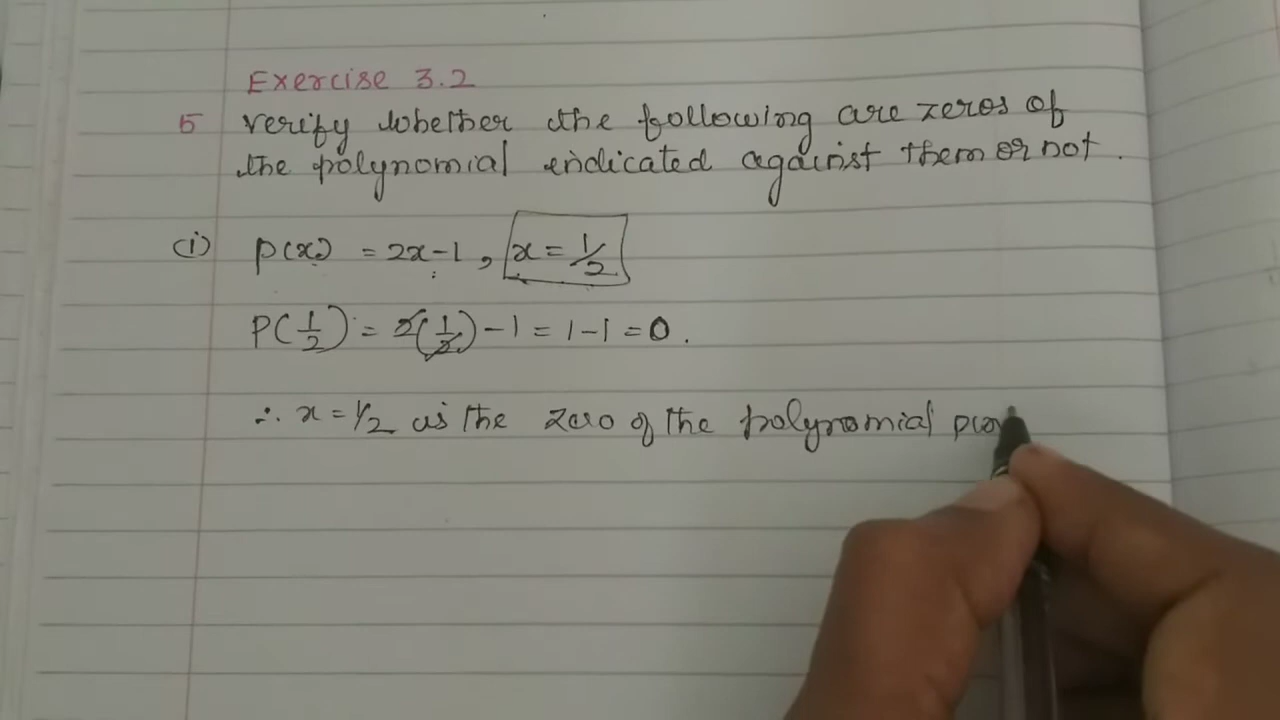 Exercise 3.2
5 verify whether the following are zeros of
the polynomial indicated against them or not.
(i) P(x) = 2x-1, x = 1/2
P(1/2) = 2(1/2) - 1 = 1-1 = 0.
∴ x = 1/2 is the zero of the polynomial